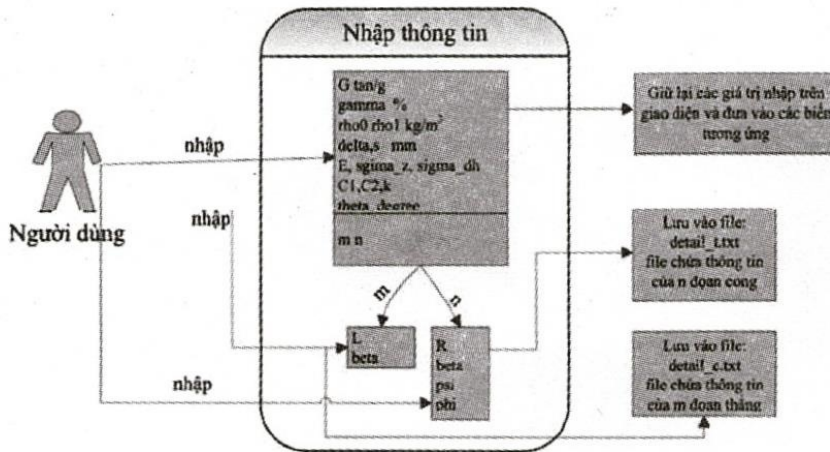 Nhập thông tin
G tan/g
gamma %
rho0 rho1 kg/m³
delta,s mm
E, sgima_z, sigma_dh
C1,C2,k
theta_degree
m n
Giữ lại các giá trị nhập trên
giao diện và đưa vào các biến
tương ứng
nhập
Người dùng
nhập
m
n
Lưu vào file:
detail_t.txt
file chứa thông tin
của n đoạn cong
L
beta
R
beta
psi
phi
nhập
Lưu vào file:
detail_c.txt
file chứa thông tin
của m đoạn thẳng